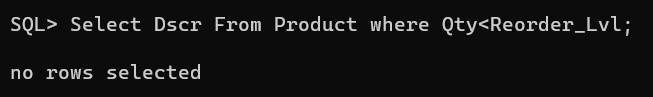 SQL> Select Dscr From Product where Qty<Reorder_Lvl;
no rows selected